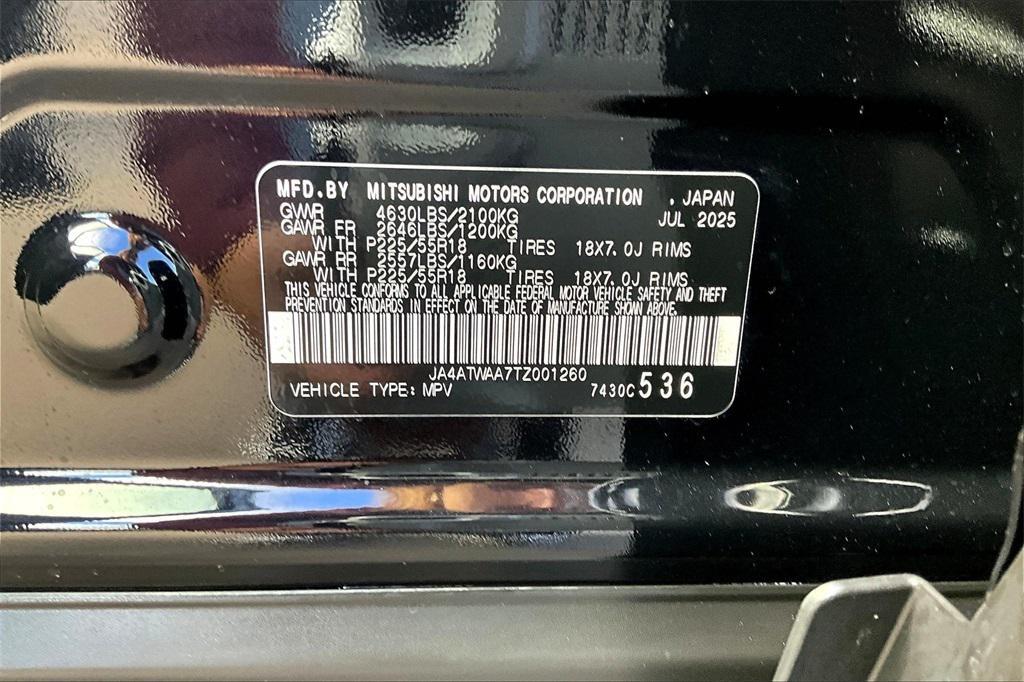 MFD.BY MITSUBISHI MOTORS CORPORATION , JAPAN
GVWR 4630LBS/2100KG JUL 2025
GAWR FR 2646LBS/1200KG
WITH P225/55R18 TIRES 18X7.0J RIMS
GAWR RR 2557LBS/1160KG
WITH P225/55R18 TIRES 18X7.0J RIMS
THIS VEHICLE CONFORMS TO ALL APPLICABLE FEDERAL MOTOR VEHICLE SAFETY AND THEFT
PREVENTION STANDARDS IN EFFECT ON THE DATE OF MANUFACTURE SHOWN ABOVE.
JA4ATWAA7TZ001260
VEHICLE TYPE: MPV 7430C 536